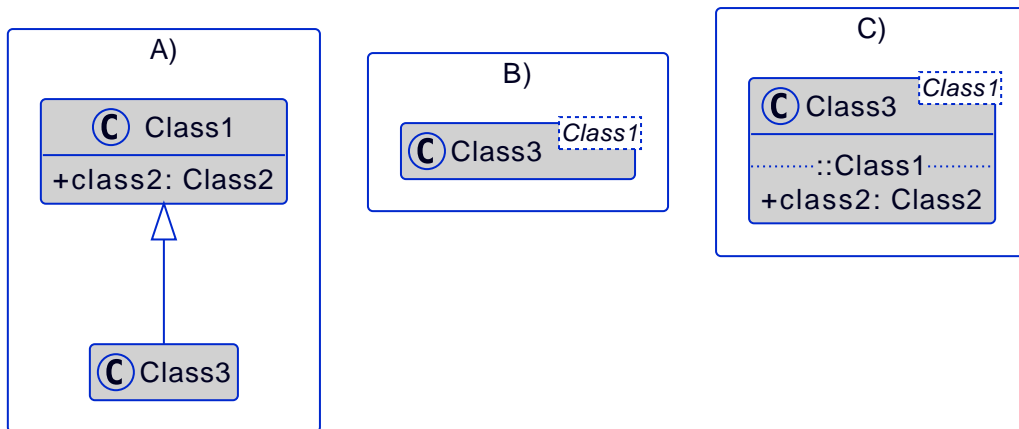 A)
C Class1
+class2: Class2
C Class3
B)
Class1
C Class3
C)
Class1
C Class3
::Class1
+class2: Class2